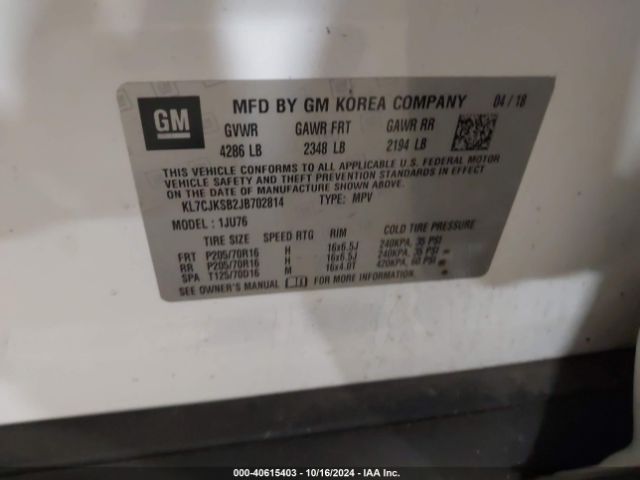 GM
MFD BY GM KOREA COMPANY 04 / 18
GVWR GAWR FRT GAWR RR
4286 LB 2348 LB 2194 LB
THIS VEHICLE CONFORMS TO ALL APPLICABLE U.S. FEDERAL MOTOR
VEHICLE SAFETY AND THEFT PREVENTION STANDARDS IN EFFECT
ON THE DATE OF MANUFACTURE SHOWN ABOVE.
KL7CJKSB2JB702814 TYPE: MPV
MODEL : 1JU76
TIRE SIZE SPEED RTG RIM COLD TIRE PRESSURE
FRT P205/70R16 H 16x6.5J 240KPA, 35 PSI
RR P205/70R16 H 16x6.5J 240KPA, 35 PSI
SPA T125/70D16 M 16x4.0T 420KPA, 60 PSI
SEE OWNER'S MANUAL FOR MORE INFORMATION
000-40615403 - 10/16/2024 - IAA Inc.